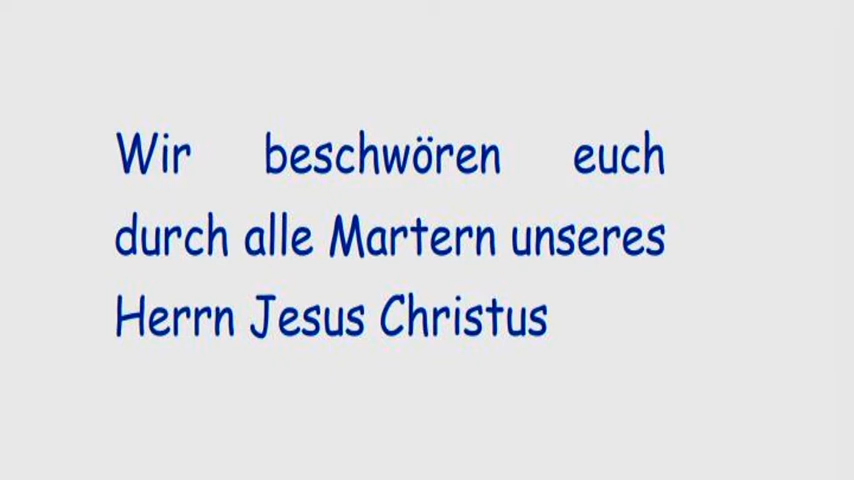 Wir beschwören euch
durch alle Martern unseres
Herrn Jesus Christus